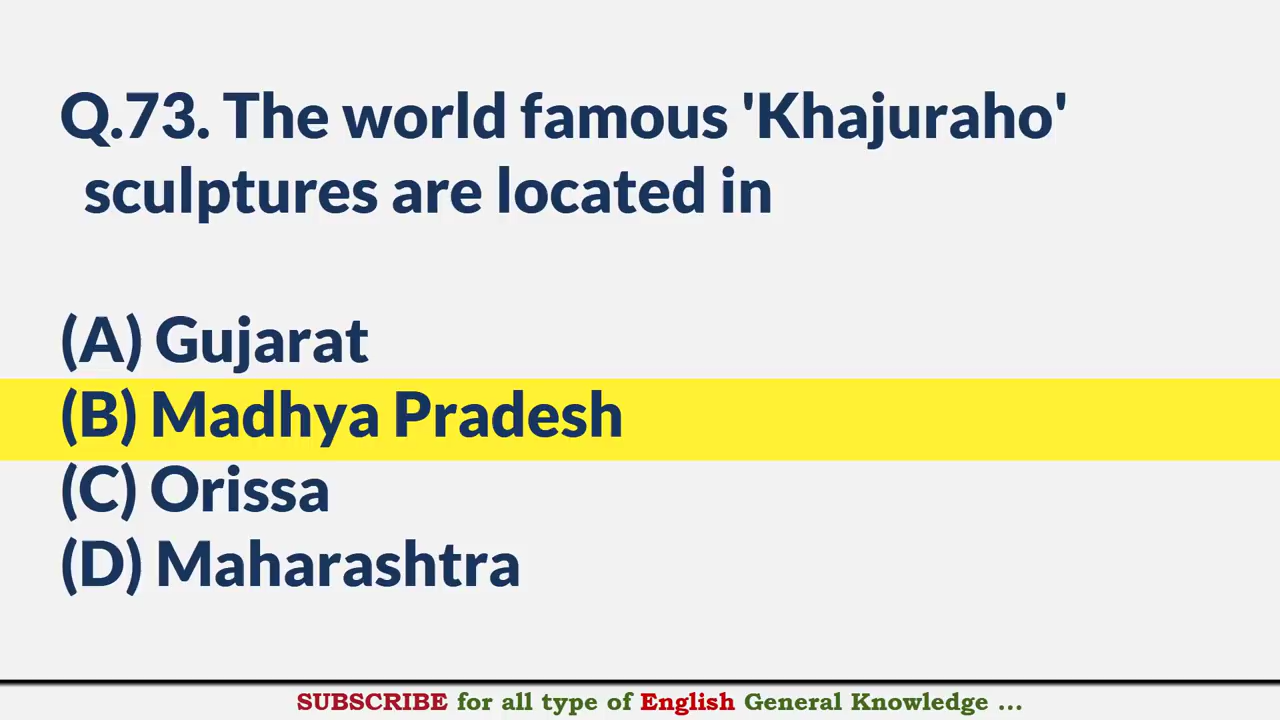 Q.73. The world famous 'Khajuraho'
sculptures are located in
(A) Gujarat
(B) Madhya Pradesh
(C) Orissa
(D) Maharashtra
SUBSCRIBE for all type of English General Knowledge ...